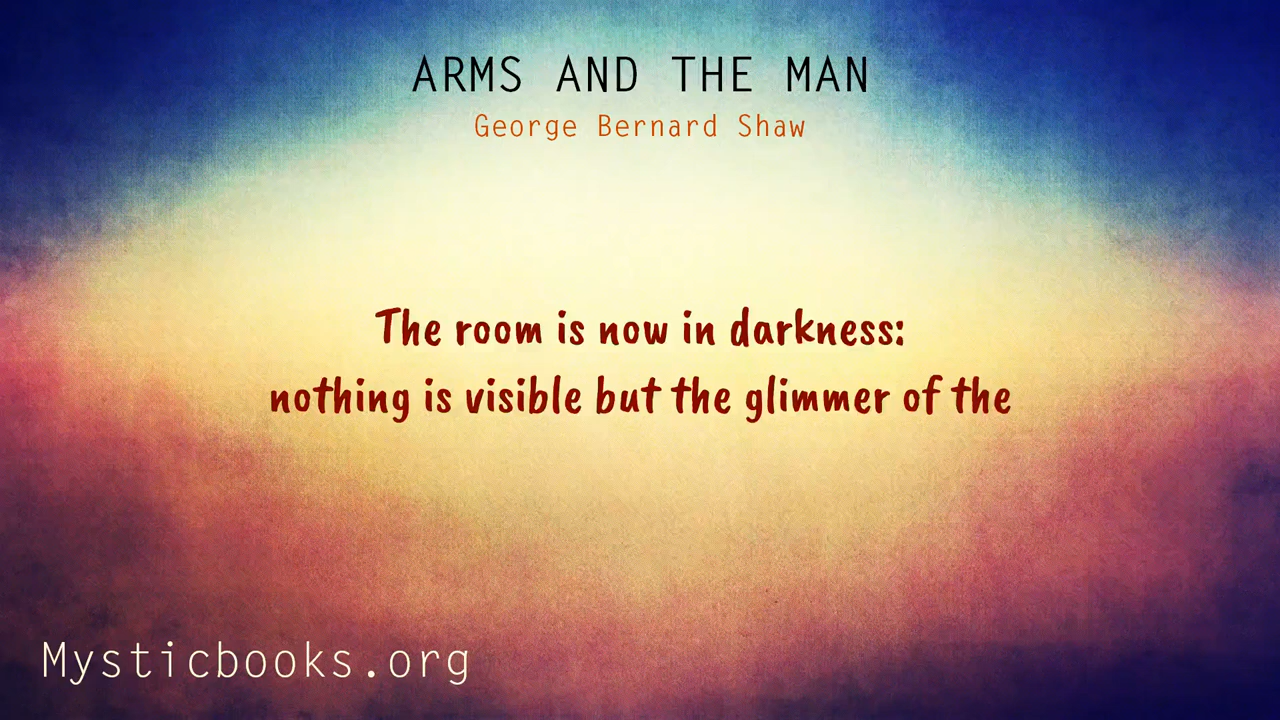 ARMS AND THE MAN
George Bernard Shaw
The room is now in darkness:
nothing is visible but the glimmer of the
Mysticbooks.org